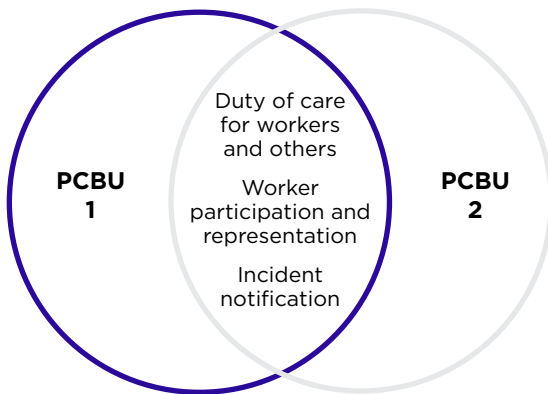 PCBU
1
Duty of care
for workers
and others
Worker
participation and
representation
Incident
notification
PCBU
2